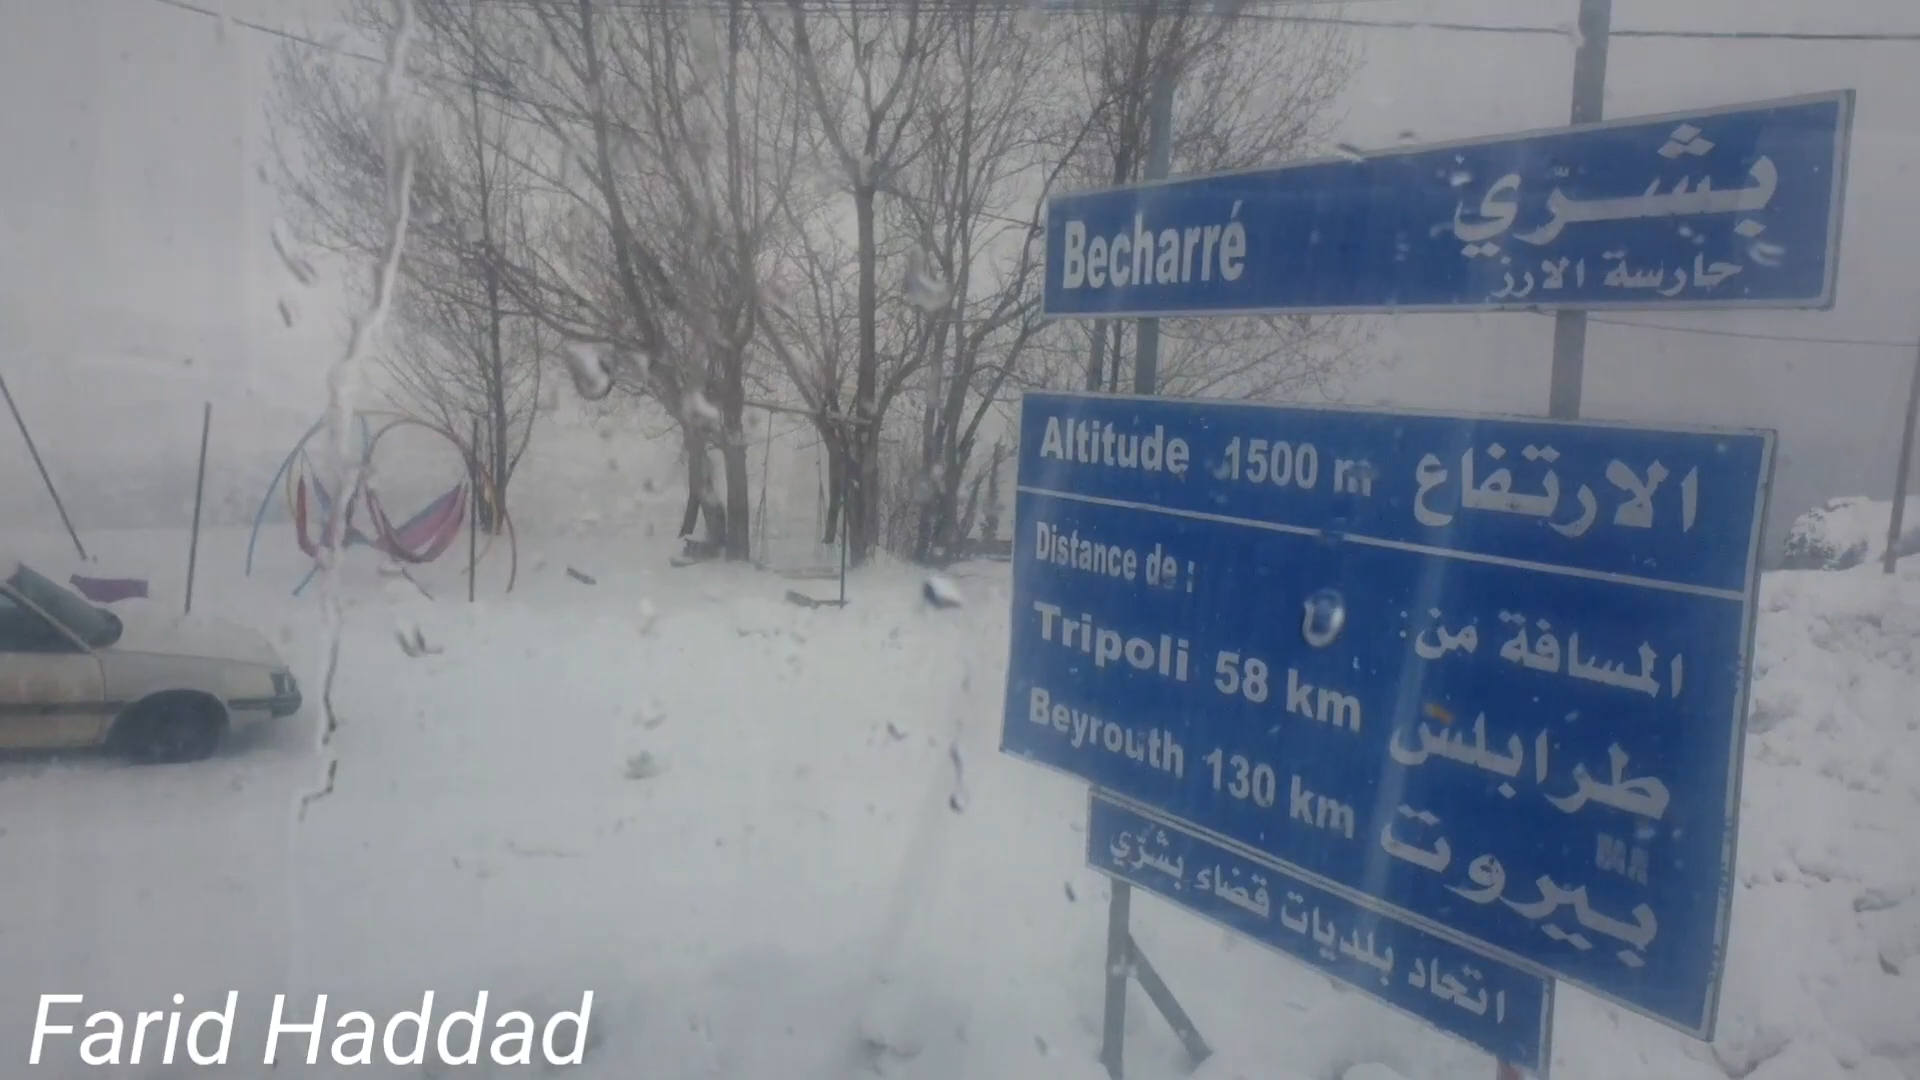 Becharré بشري
حارسة الارز
Altitude 1500 m الارتفاع
Distance de : المسافة من:
Tripoli 58 km طرابلس
Beyrouth 130 km بيروت
اتحاد بلديات قضاء بشرّي
Farid Haddad